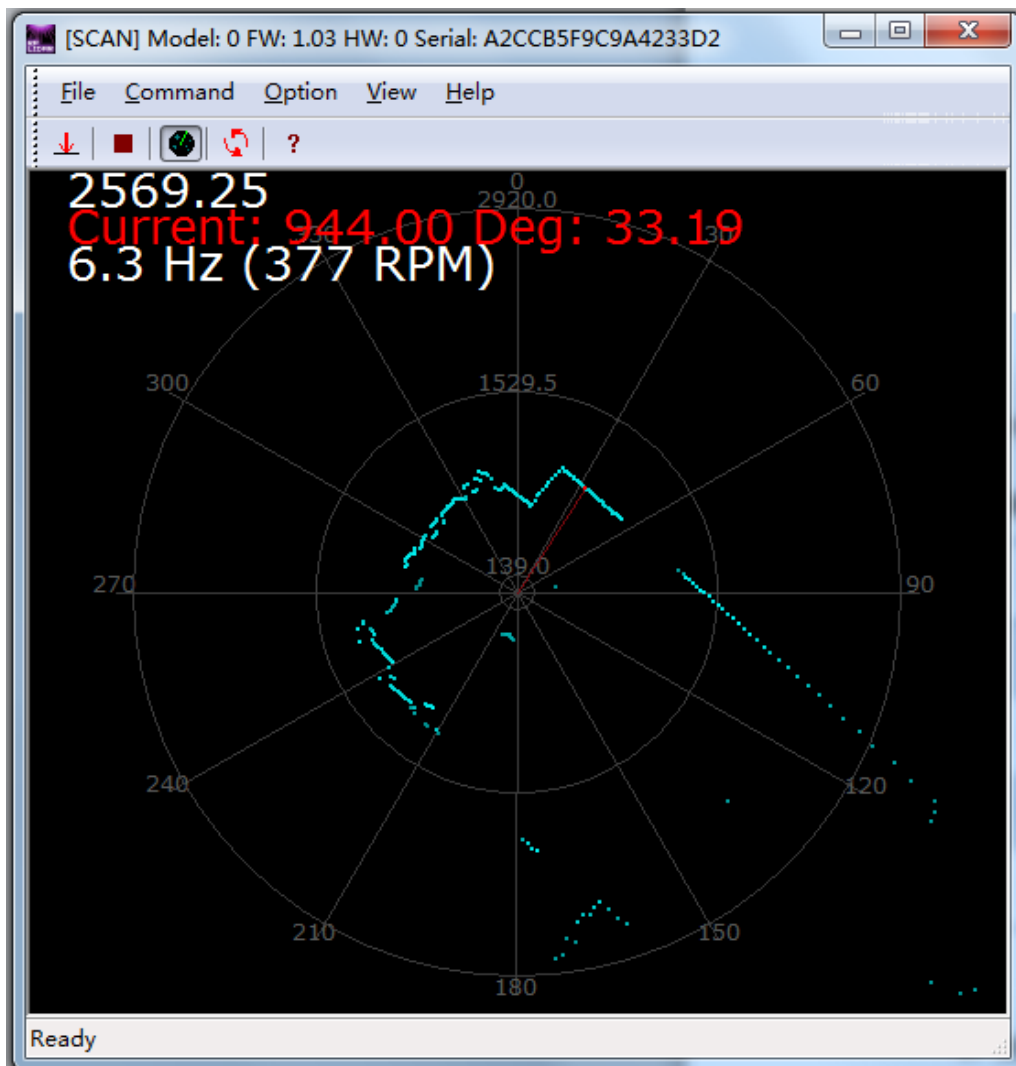 [SCAN] Model: 0 FW: 1.03 HW: 0 Serial: A2CCB5F9C9A4233D2
File Command Option View Help
?
2569.25
0
2920.0
Current: 944.00 Deg: 33.19
330 30
6.3 Hz (377 RPM)
300 1529.5 60
139.0
270 90
240 120
210 150
180
Ready